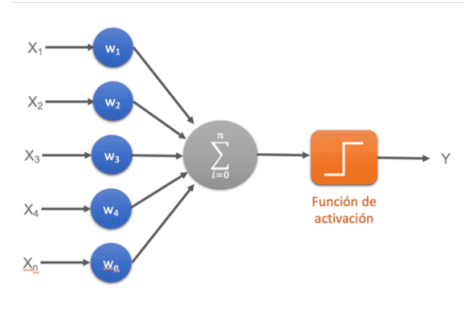 X1
W1
X2
W2
X3
W3
X4
W4
Xn
Wn
n
∑
i=0
Y
Función de
activación